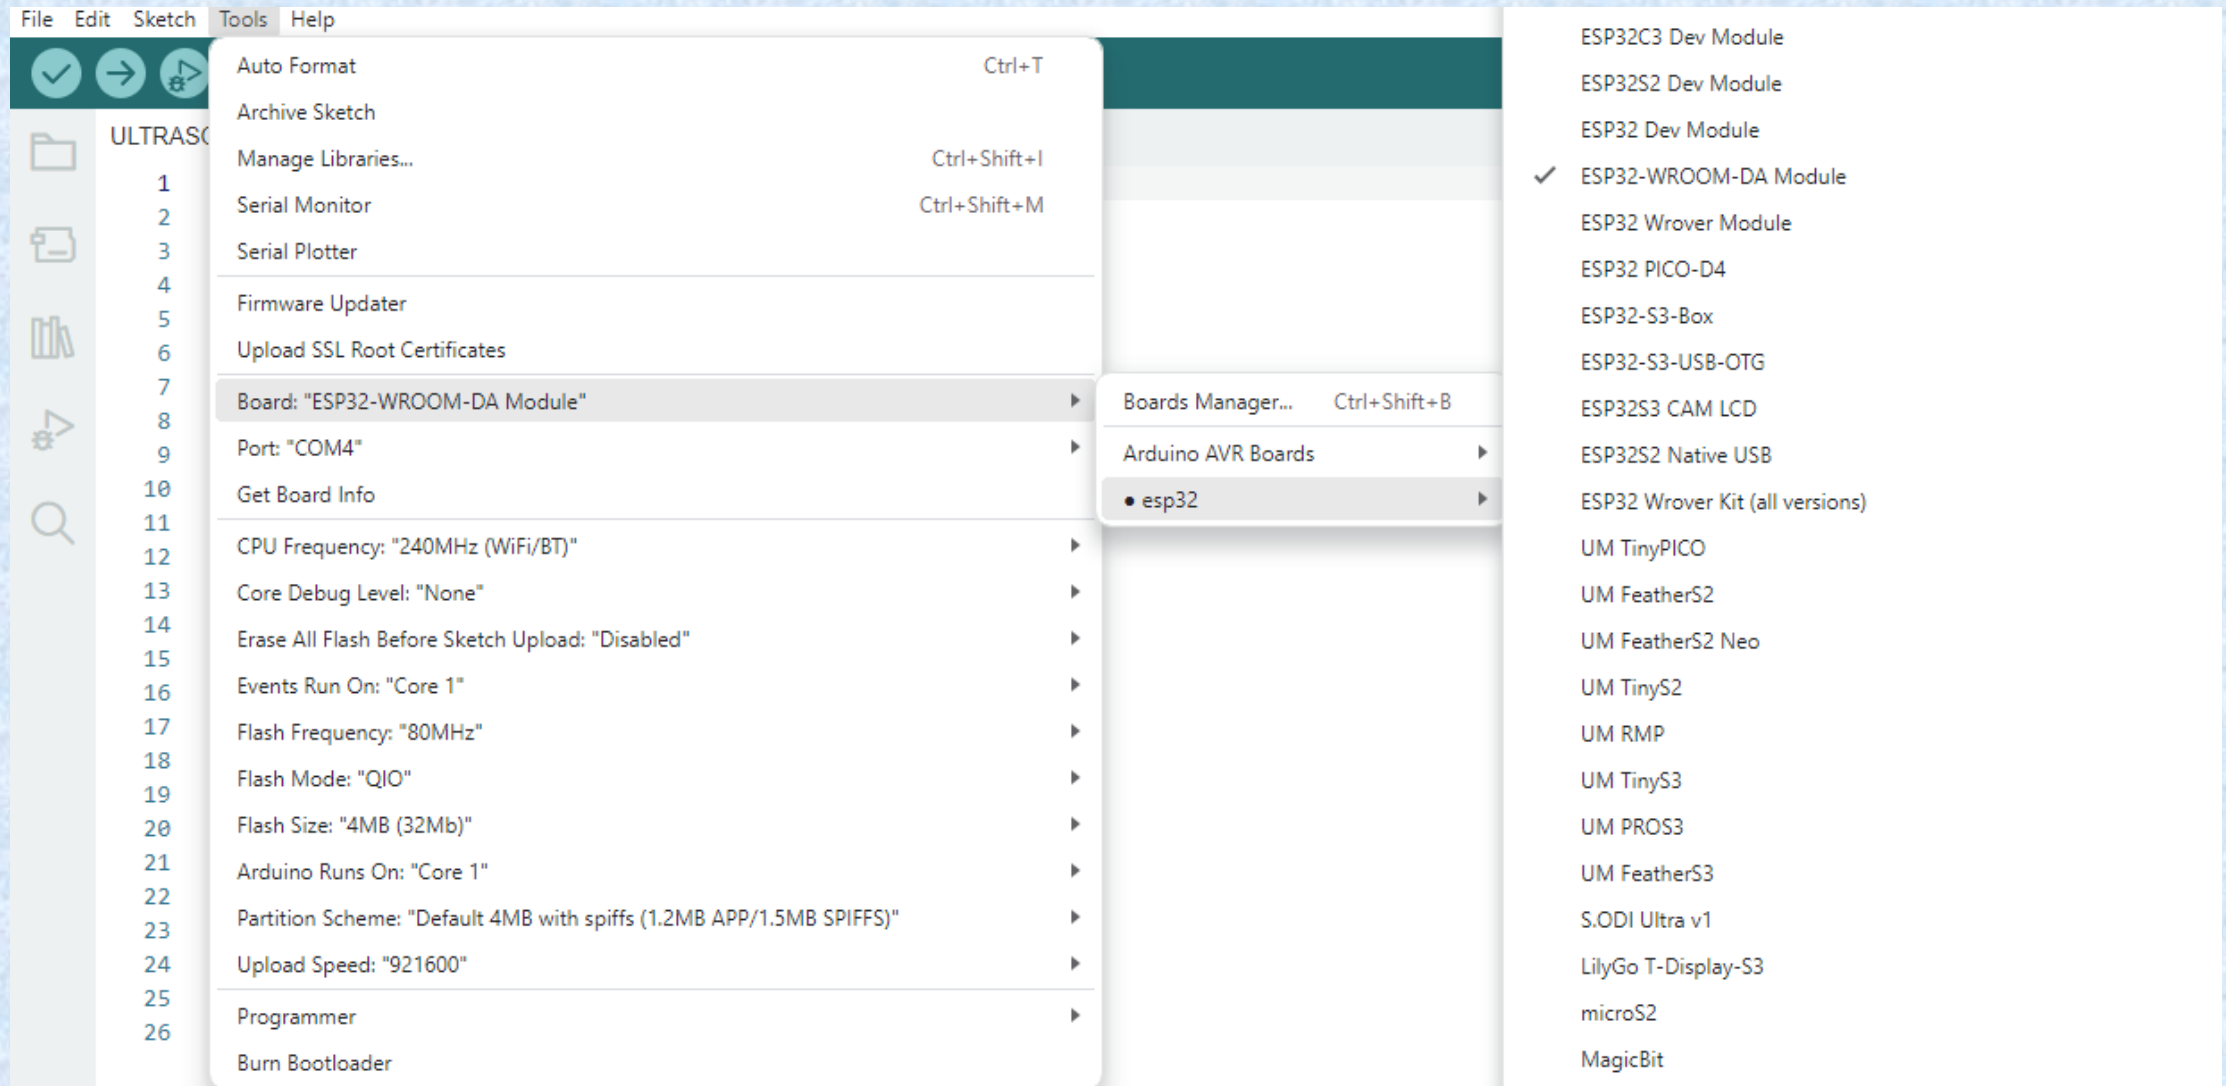 File Edit Sketch Tools Help
ULTRASO
1
2
3
4
5
6
7
8
9
10
11
12
13
14
15
16
17
18
19
20
21
22
23
24
25
26
Auto Format Ctrl+T
Archive Sketch
Manage Libraries... Ctrl+Shift+I
Serial Monitor Ctrl+Shift+M
Serial Plotter
Firmware Updater
Upload SSL Root Certificates
Board: "ESP32-WROOM-DA Module"
Port: "COM4"
Get Board Info
CPU Frequency: "240MHz (WiFi/BT)"
Core Debug Level: "None"
Erase All Flash Before Sketch Upload: "Disabled"
Events Run On: "Core 1"
Flash Frequency: "80MHz"
Flash Mode: "QIO"
Flash Size: "4MB (32Mb)"
Arduino Runs On: "Core 1"
Partition Scheme: "Default 4MB with spiffs (1.2MB APP/1.5MB SPIFFS)"
Upload Speed: "921600"
Programmer
Burn Bootloader
Boards Manager... Ctrl+Shift+B
Arduino AVR Boards
● esp32
ESP32C3 Dev Module
ESP32S2 Dev Module
ESP32 Dev Module
✓ ESP32-WROOM-DA Module
ESP32 Wrover Module
ESP32 PICO-D4
ESP32-S3-Box
ESP32-S3-USB-OTG
ESP32S3 CAM LCD
ESP32S2 Native USB
ESP32 Wrover Kit (all versions)
UM TinyPICO
UM FeatherS2
UM FeatherS2 Neo
UM TinyS2
UM RMP
UM TinyS3
UM PROS3
UM FeatherS3
S.ODI Ultra v1
LilyGo T-Display-S3
microS2
MagicBit